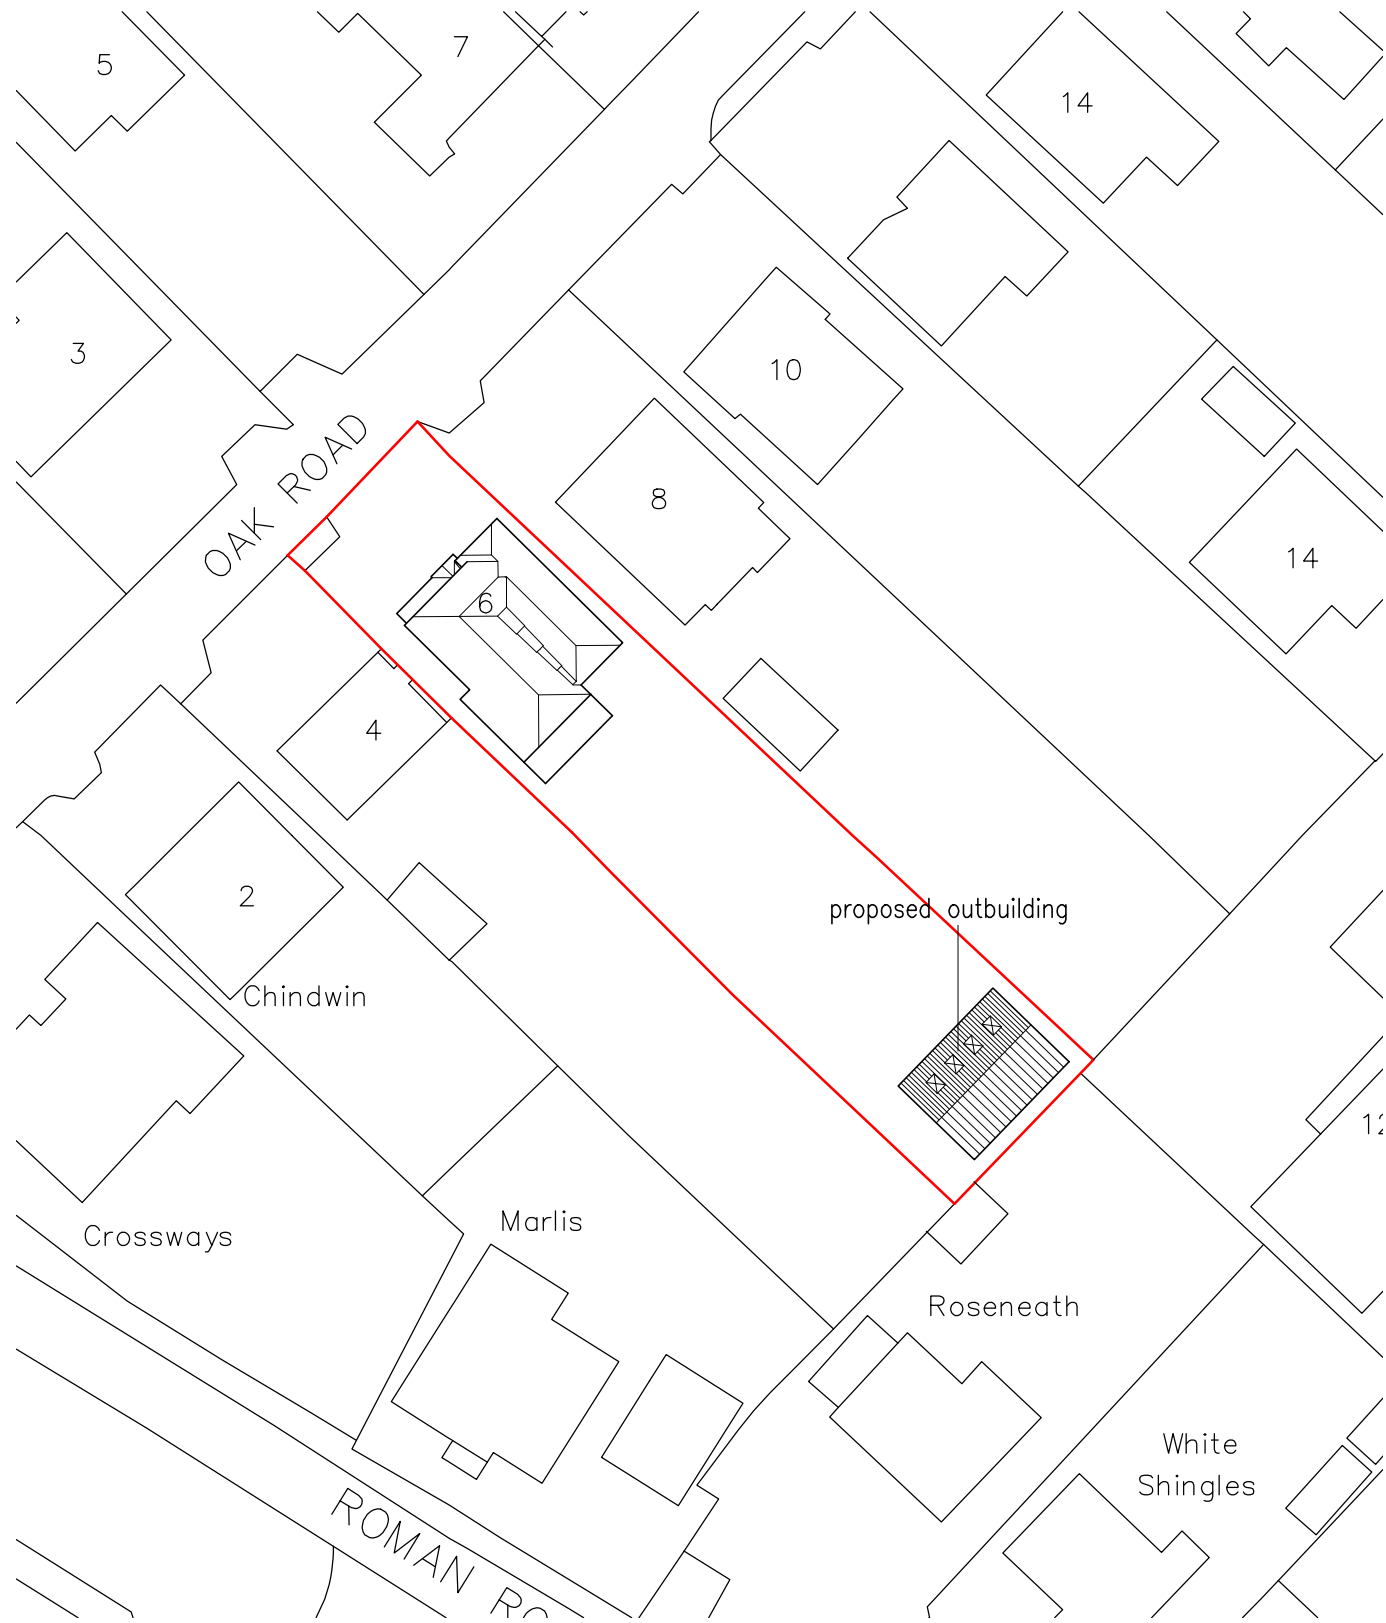 5
7
14
3
10
OAK ROAD
8
14
6
4
2
proposed outbuilding
Chindwin
12
Crossways
Marlis
Roseneath
White
Shingles
ROMAN RO